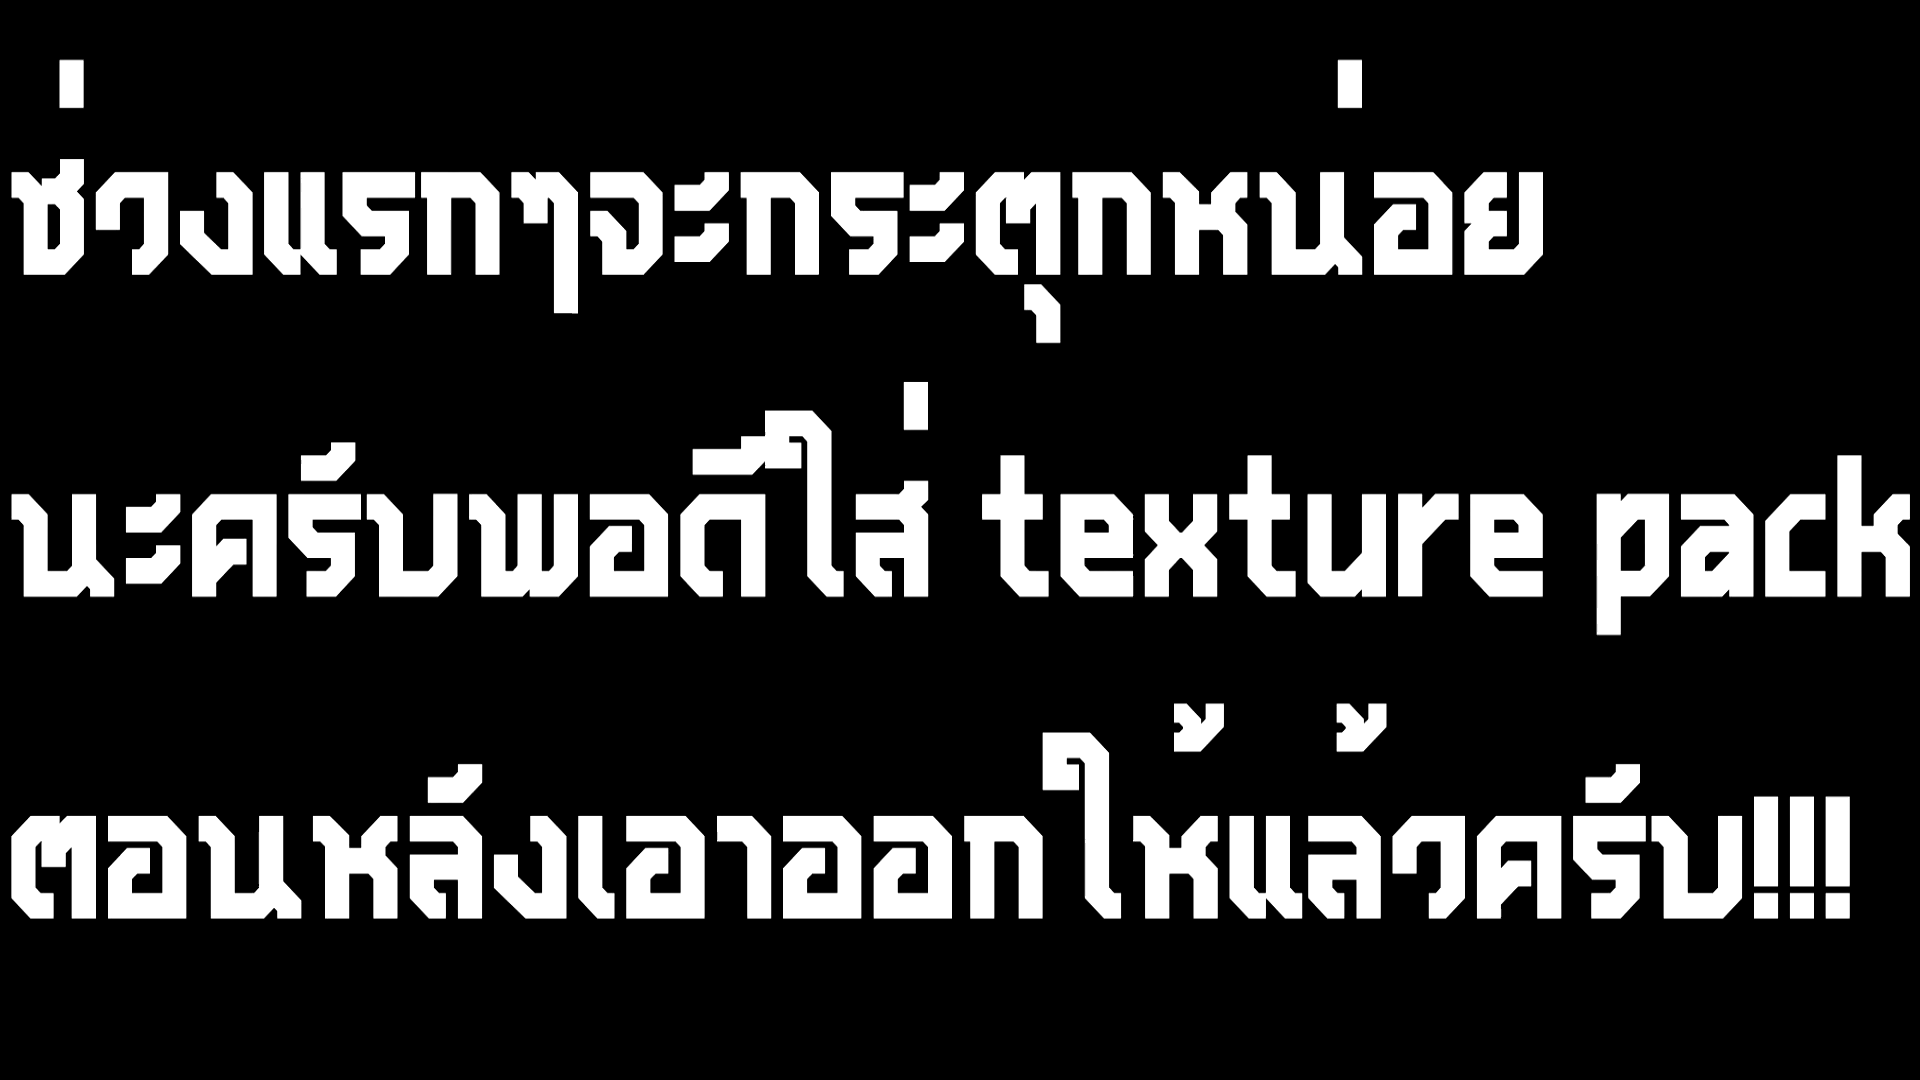 ช่วงแรกๆจะกระตุกหน่อย
นะครับพอดีใส่ texture pack
ตอนหลังเอาออกให้แล้วครับ!!!